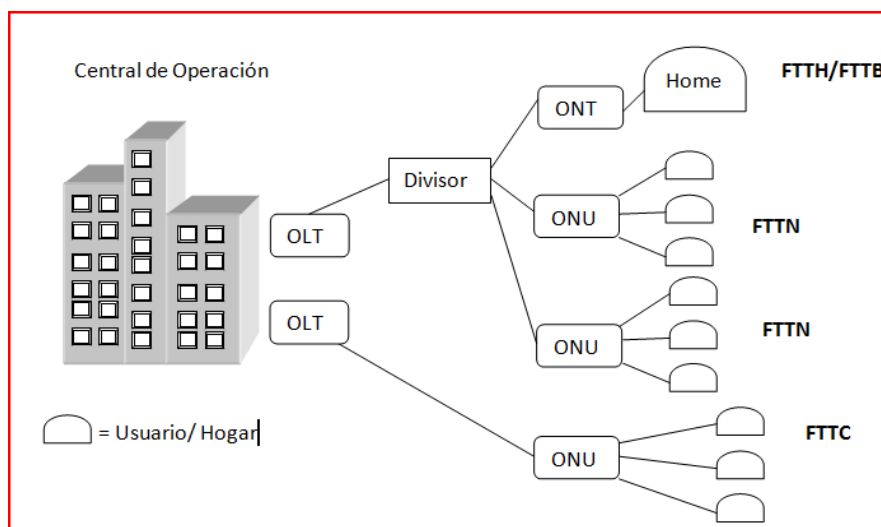 Central de Operación
Home
FTTH/FTTB
ONT
Divisor
OLT
ONU
FTTN
OLT
ONU
FTTN
= Usuario/ Hogar
ONU
FTTC